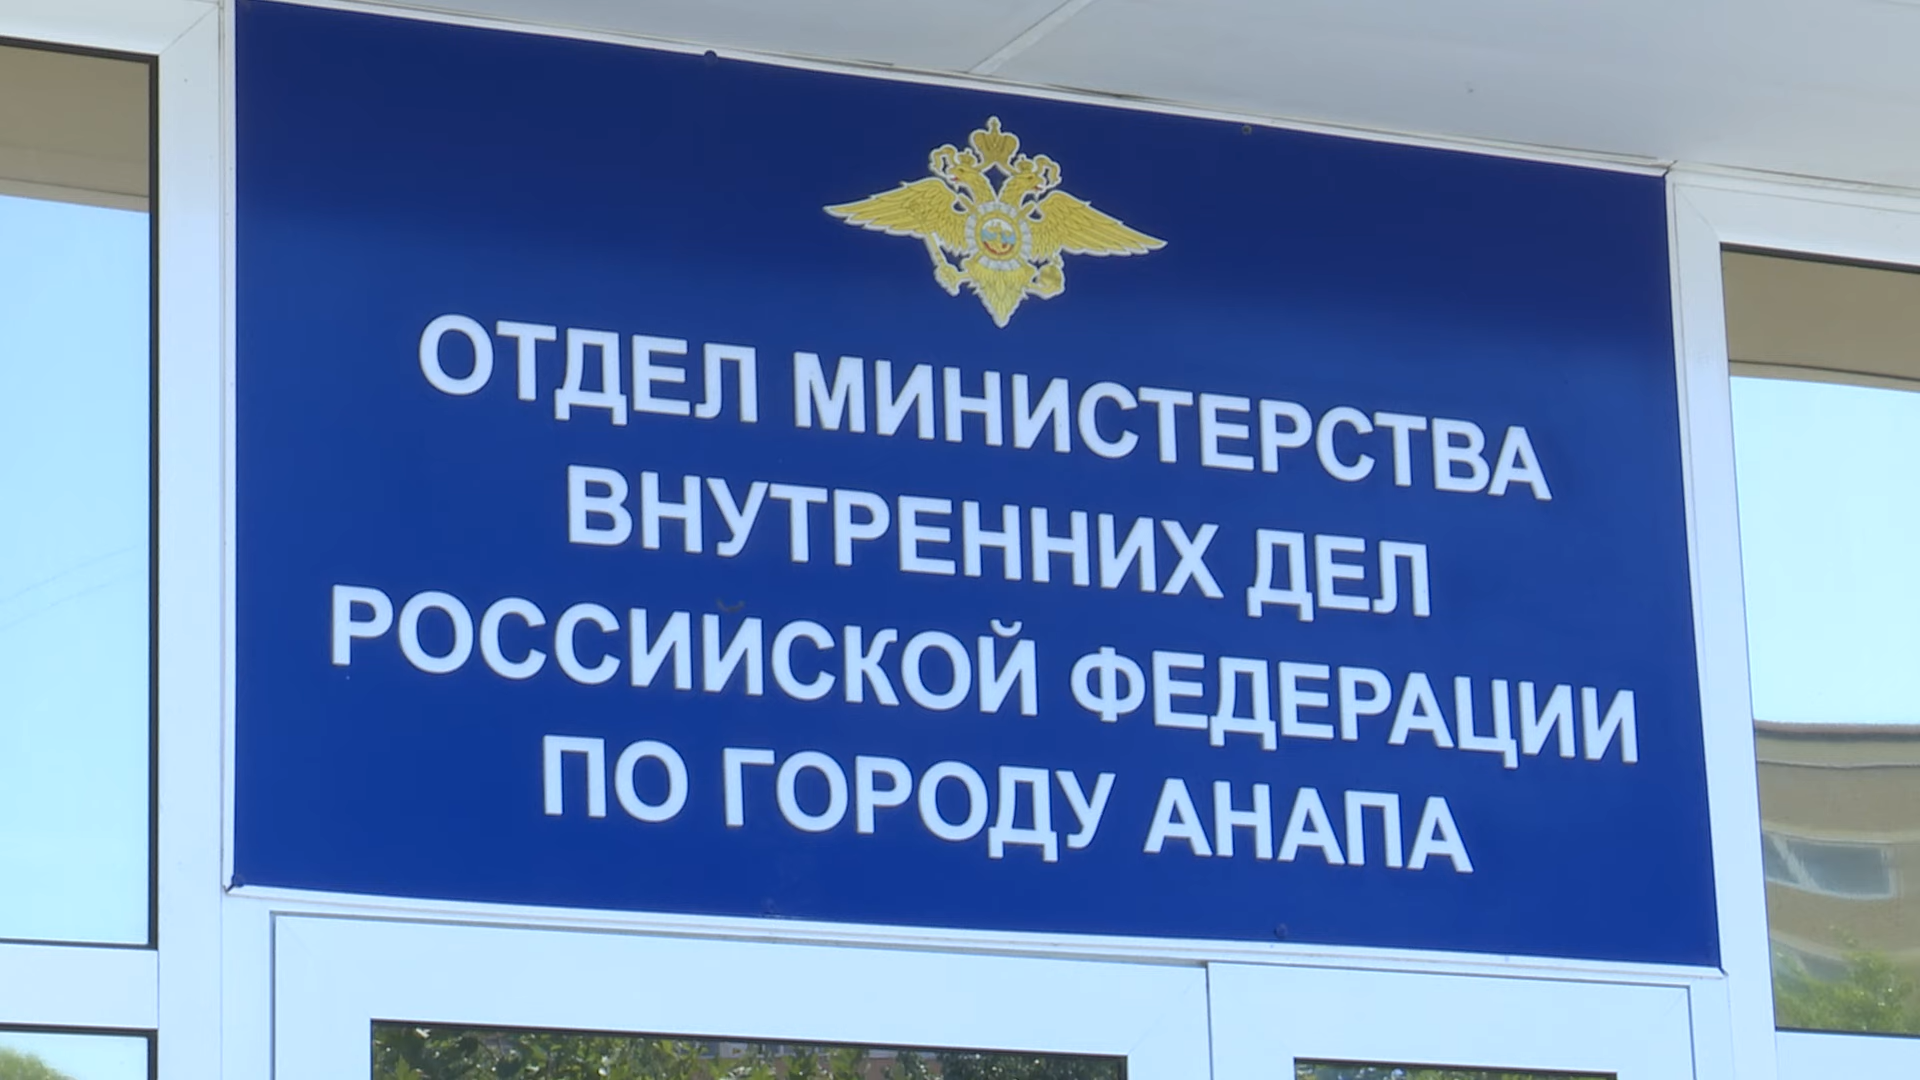 ОТДЕЛ МИНИСТЕРСТВА
ВНУТРЕННИХ ДЕЛ
РОССИЙСКОЙ ФЕДЕРАЦИИ
ПО ГОРОДУ АНАПА